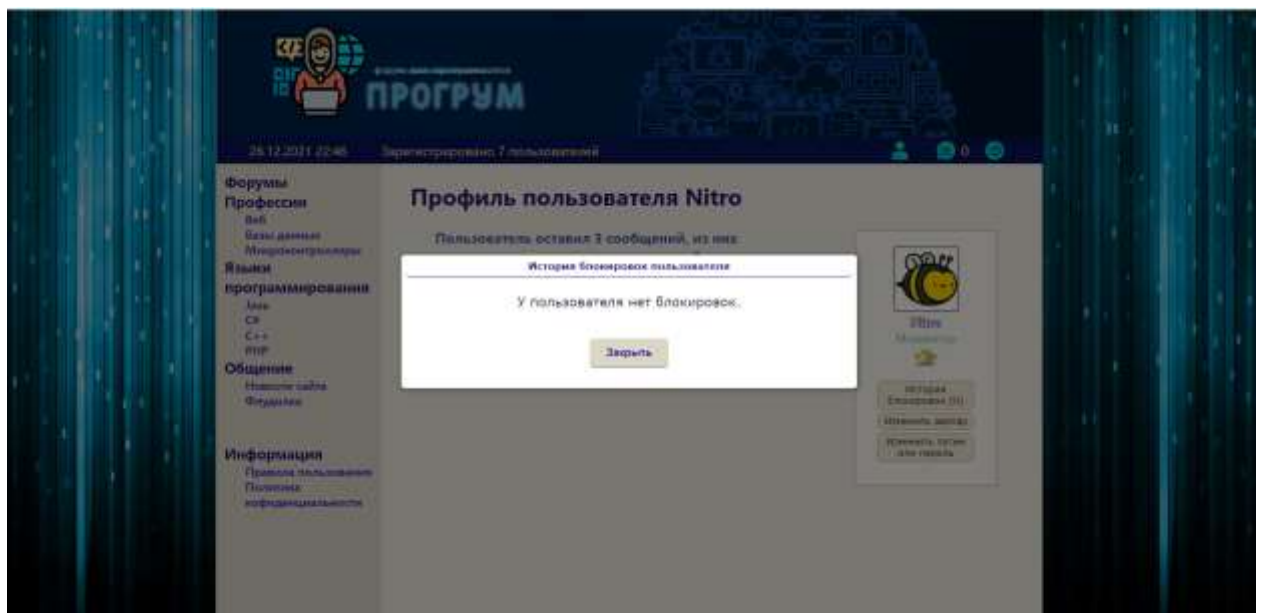 ПРОГРУМ
26.12.2021 22:46 Зарегистрировано 7 пользователей 0
Форумы
Профессии
Веб
Базы данных
Микроконтроллеры
Языки
программирования
Java
C#
C++
PHP
Общение
Новости сайта
Флудилка
Информация
Правила пользования
Политика
Профиль пользователя Nitro
Пользователь оставил 3 сообщений, из них
История блокировок пользователя
У пользователя нет блокировок.
Закрыть
Nitro
Модератор
История
блокировок (0)
Изменить аватар
Изменить логин
или пароль